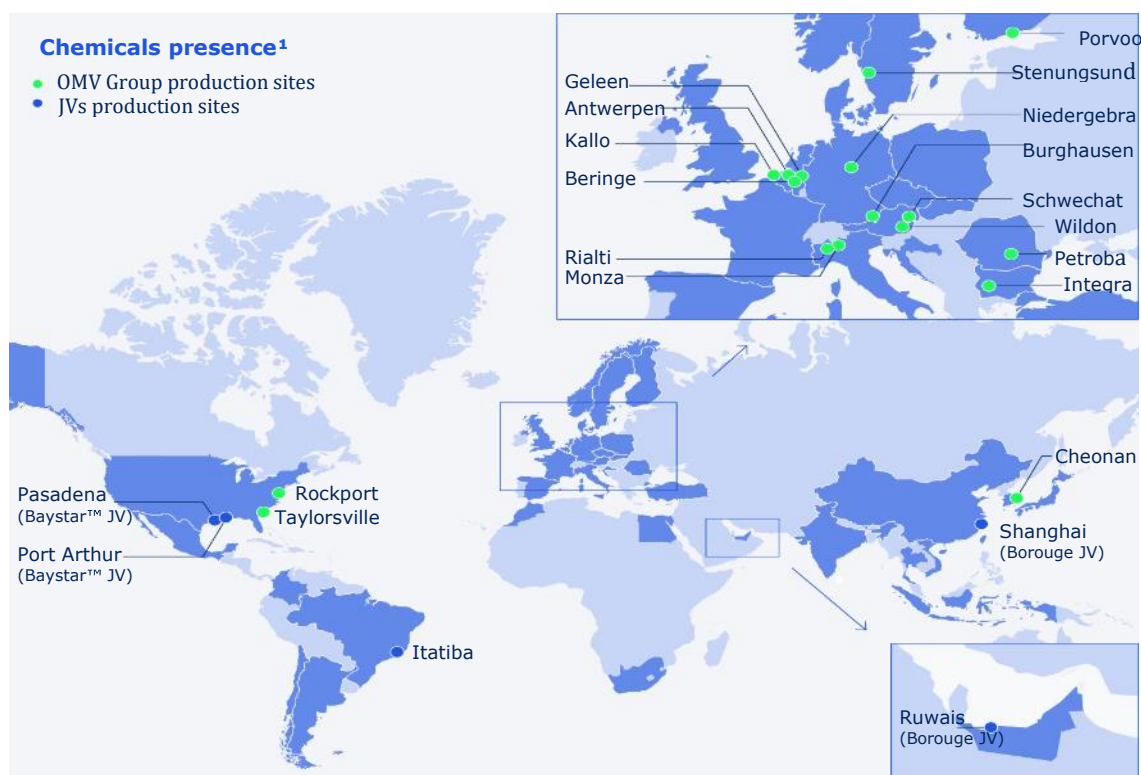 Chemicals presence¹
OMV Group production sites
JVs production sites
Geleen
Antwerpen
Kallo
Beringe
Rialti
Monza
Porvoo
Stenungsund
Niedergebra
Burghausen
Schwechat
Wildon
Petroba
Integra
Pasadena
(Baystar™ JV)
Port Arthur
(Baystar™ JV)
Rockport
Taylorsville
Itatiba
Cheonan
Shanghai
(Borouge JV)
Ruwais
(Borouge JV)